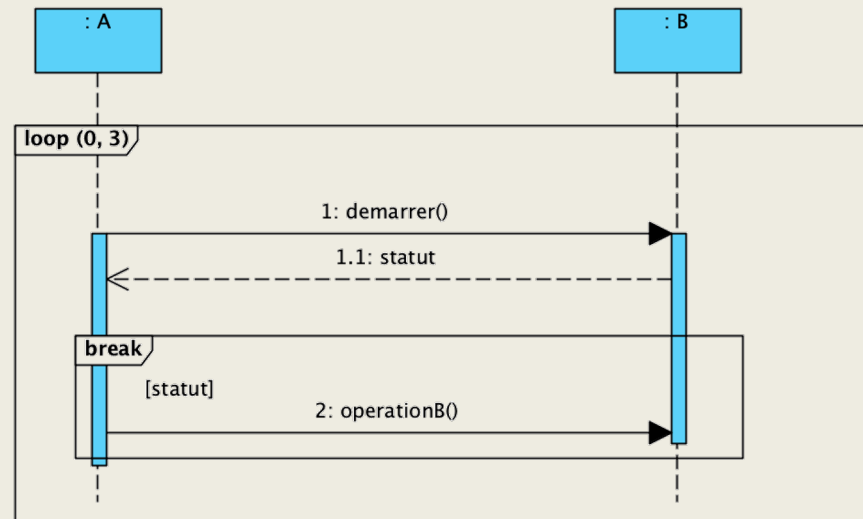 : A
: B
loop (0, 3)
1: demarrer()
1.1: statut
break
[statut]
2: operationB()